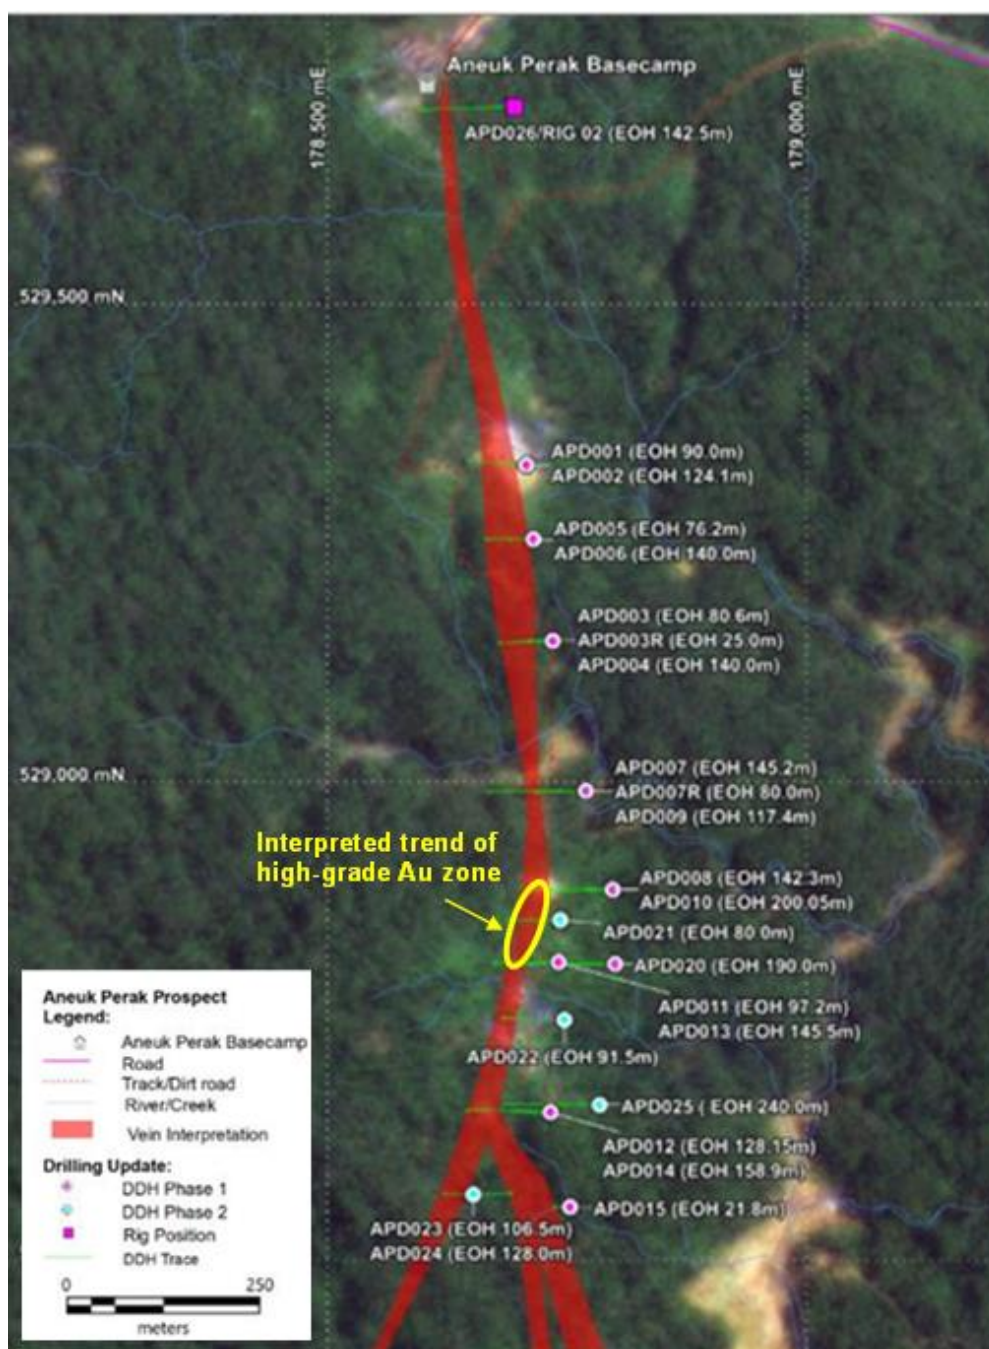 Aneuk Perak Basecamp
178,500 mE
179,000 mE
APD026/RIG 02 (EOH 142.5m)
529,500 mN
APD001 (EOH 90.0m)
APD002 (EOH 124.1m)
APD005 (EOH 76.2m)
APD006 (EOH 140.0m)
APD003 (EOH 80.6m)
APD003R (EOH 25.0m)
APD004 (EOH 140.0m)
529,000 mN
APD007 (EOH 145.2m)
APD007R (EOH 80.0m)
APD009 (EOH 117.4m)
Interpreted trend of
high-grade Au zone
APD008 (EOH 142.3m)
APD010 (EOH 200.05m)
APD021 (EOH 80.0m)
APD020 (EOH 190.0m)
APD011 (EOH 97.2m)
APD013 (EOH 145.5m)
APD022 (EOH 91.5m)
APD025 ( EOH 240.0m)
APD012 (EOH 128.15m)
APD014 (EOH 158.9m)
APD015 (EOH 21.8m)
APD023 (EOH 106.5m)
APD024 (EOH 128.0m)
Aneuk Perak Prospect
Legend:
Aneuk Perak Basecamp
Road
Track/Dirt road
River/Creek
Vein Interpretation
Drilling Update:
DDH Phase 1
DDH Phase 2
Rig Position
DDH Trace
0 250
meters